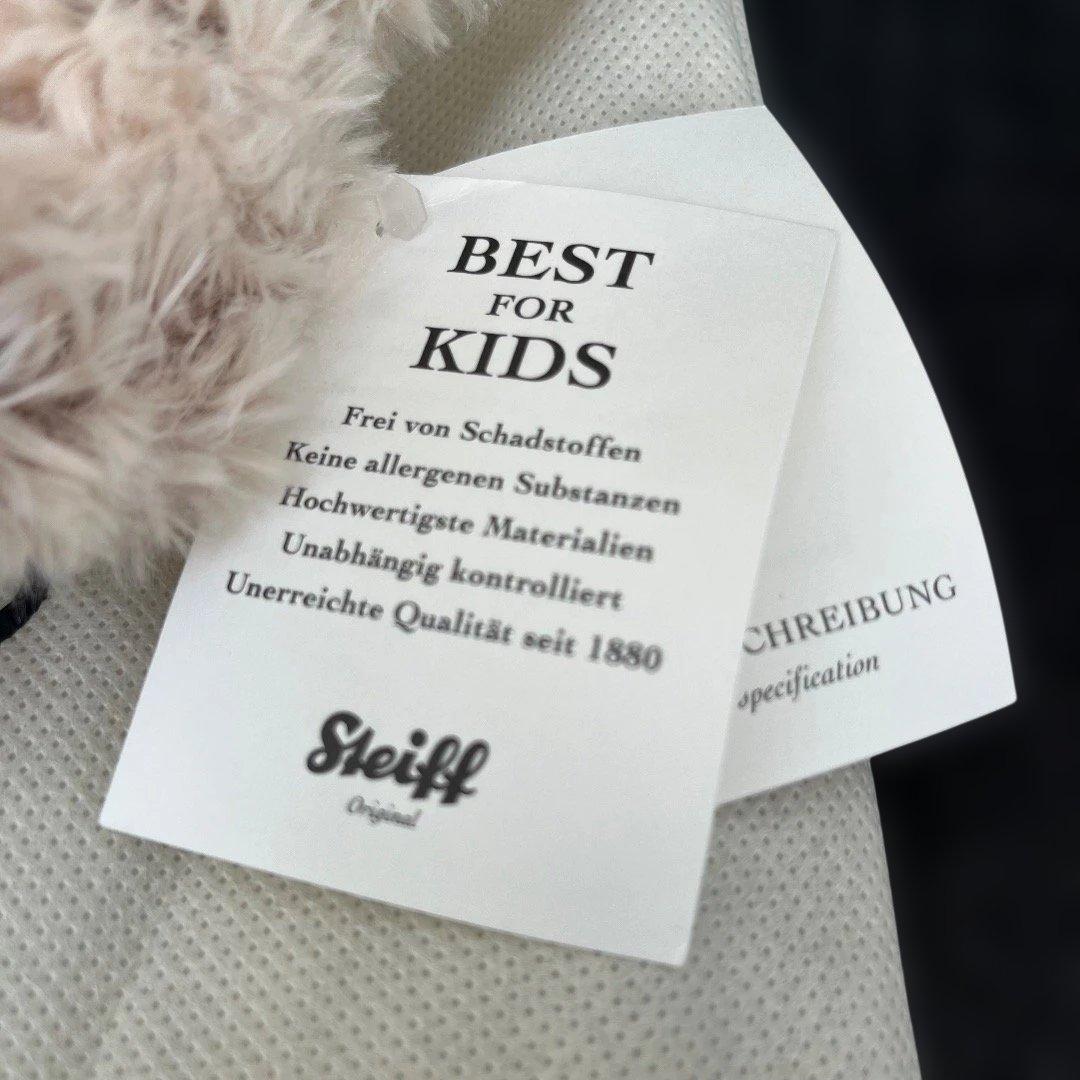 BEST
FOR
KIDS
Frei von Schadstoffen
Keine allergenen Substanzen
Hochwertigste Materialien
Unabhängig kontrolliert
Unerreichte Qualität seit 1880
Steiff
Original
CHREIBUNG
specification